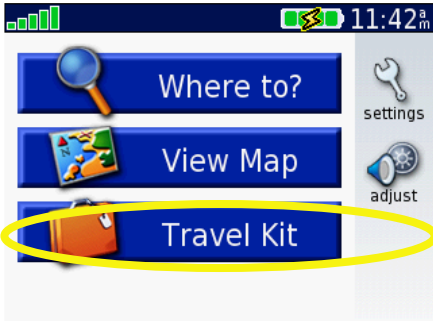 11:42 am
Where to?
settings
View Map
adjust
Travel Kit
N